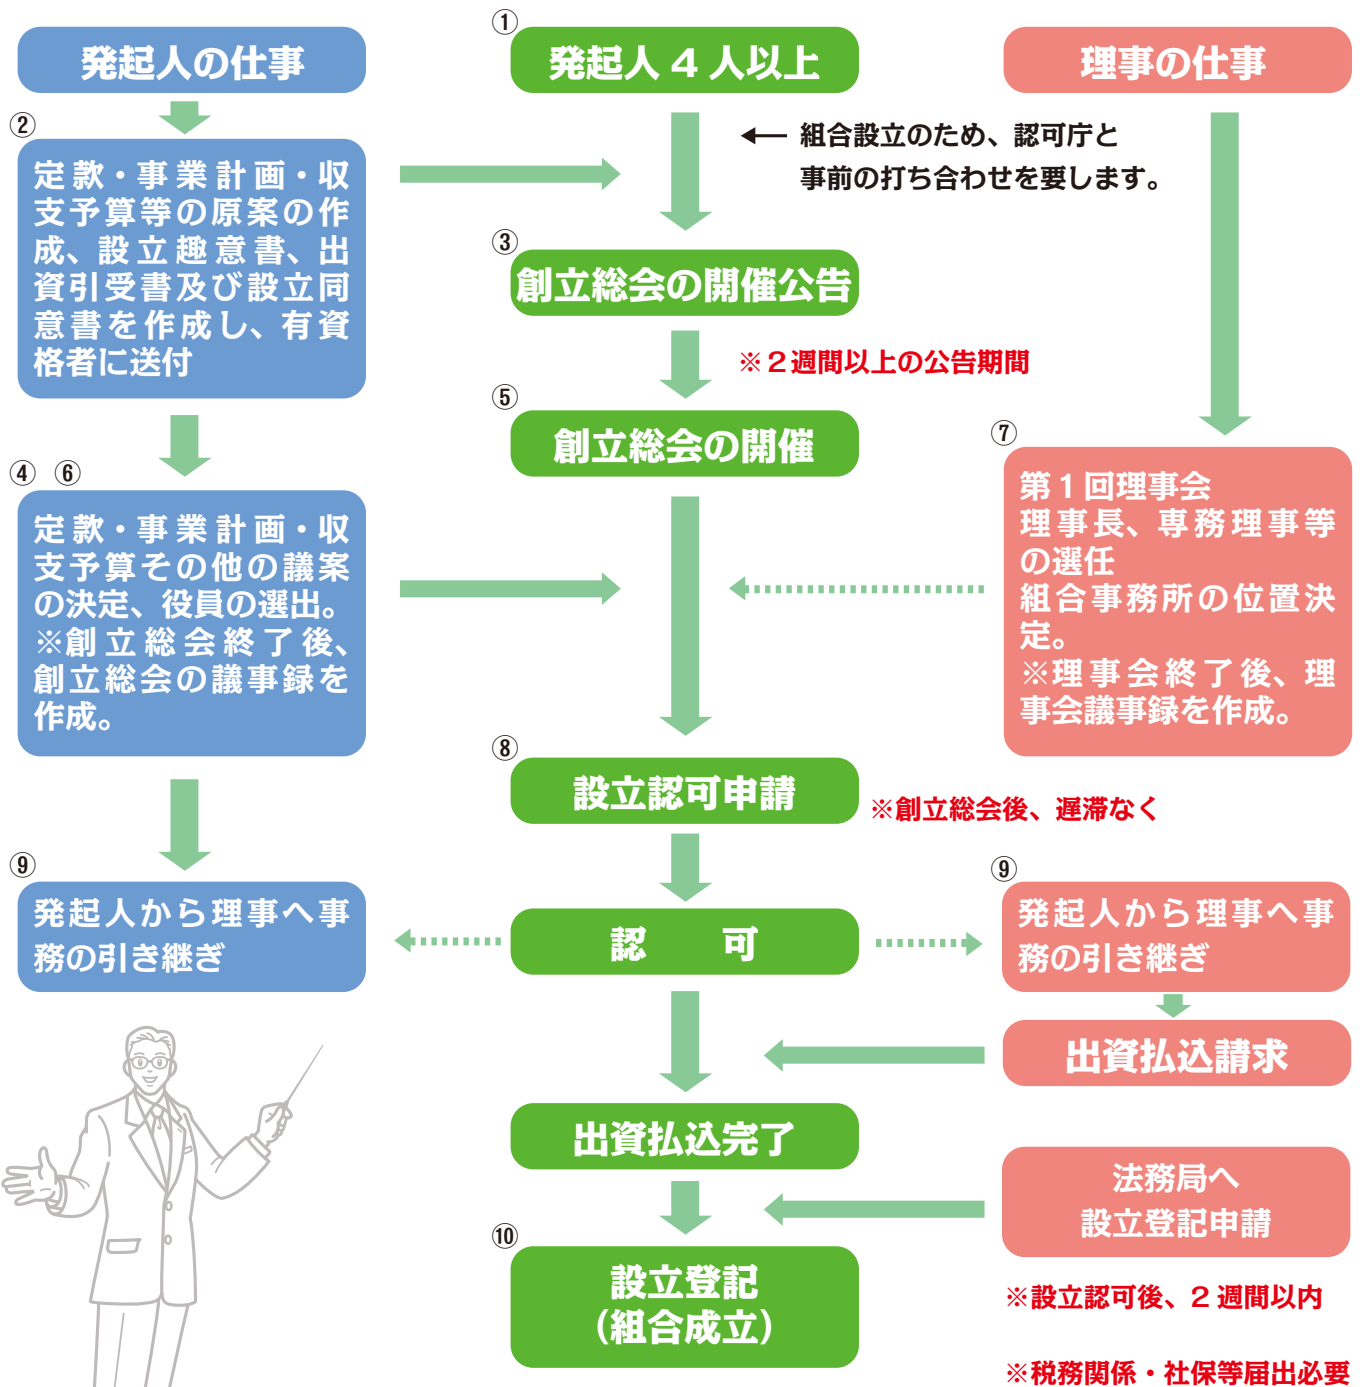 発起人の仕事
①
発起人 4 人以上
理事の仕事
← 組合設立のため、認可庁と
事前の打ち合わせを要します。
②
定款・事業計画・収
支予算等の原案の作
成、設立趣意書、出
資引受書及び設立同
意書を作成し、有資
格者に送付
③
創立総会の開催公告
※２週間以上の公告期間
⑤
創立総会の開催
④ ⑥
定款・事業計画・収
支予算その他の議案
の決定、役員の選出。
※創立総会終了後、
創立総会の議事録を
作成。
⑦
第１回理事会
理事長、専務理事等
の選任
組合事務所の位置決
定。
※理事会終了後、理
事会議事録を作成。
⑧
設立認可申請
※創立総会後、遅滞なく
⑨
発起人から理事へ事
務の引き継ぎ
認　可
⑨
発起人から理事へ事
務の引き継ぎ
出資払込請求
出資払込完了
法務局へ
設立登記申請
⑩
設立登記
（組合成立）
※設立認可後、2 週間以内
※税務関係・社保等届出必要